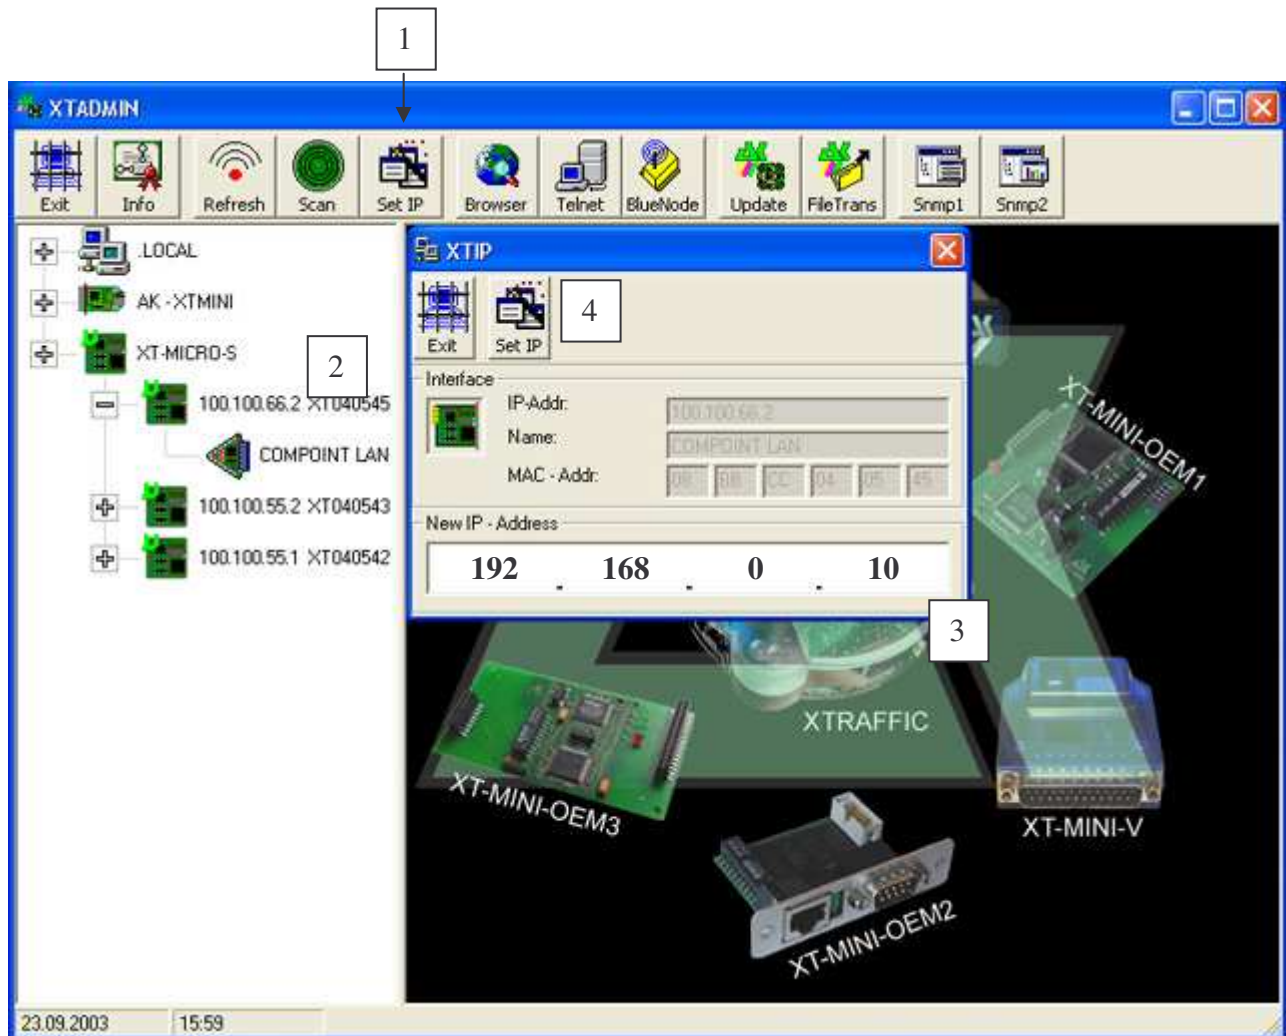 1
XTADMIN
Exit Info Refresh Scan Set IP Browser Telnet BlueNode Update FileTrans Snmp1 Snmp2
.LOCAL
AK - XTMINI
XT-MICRO-S
2
100.100.66.2 XT040545
COMPOINT LAN
100.100.55.2 XT040543
100.100.55.1 XT040542
XTIP
Exit Set IP
4
Interface
IP-Addr: 100.100.66.2
Name: COMPOINT LAN
MAC - Addr: 08 BB CC 04 05 45
New IP - Address
192 . 168 . 0 . 10
3
XT-MINI-OEM1
XTRAFFIC
XT-MINI-OEM3
XT-MINI-V
XT-MINI-OEM2
23.09.2003 15:59